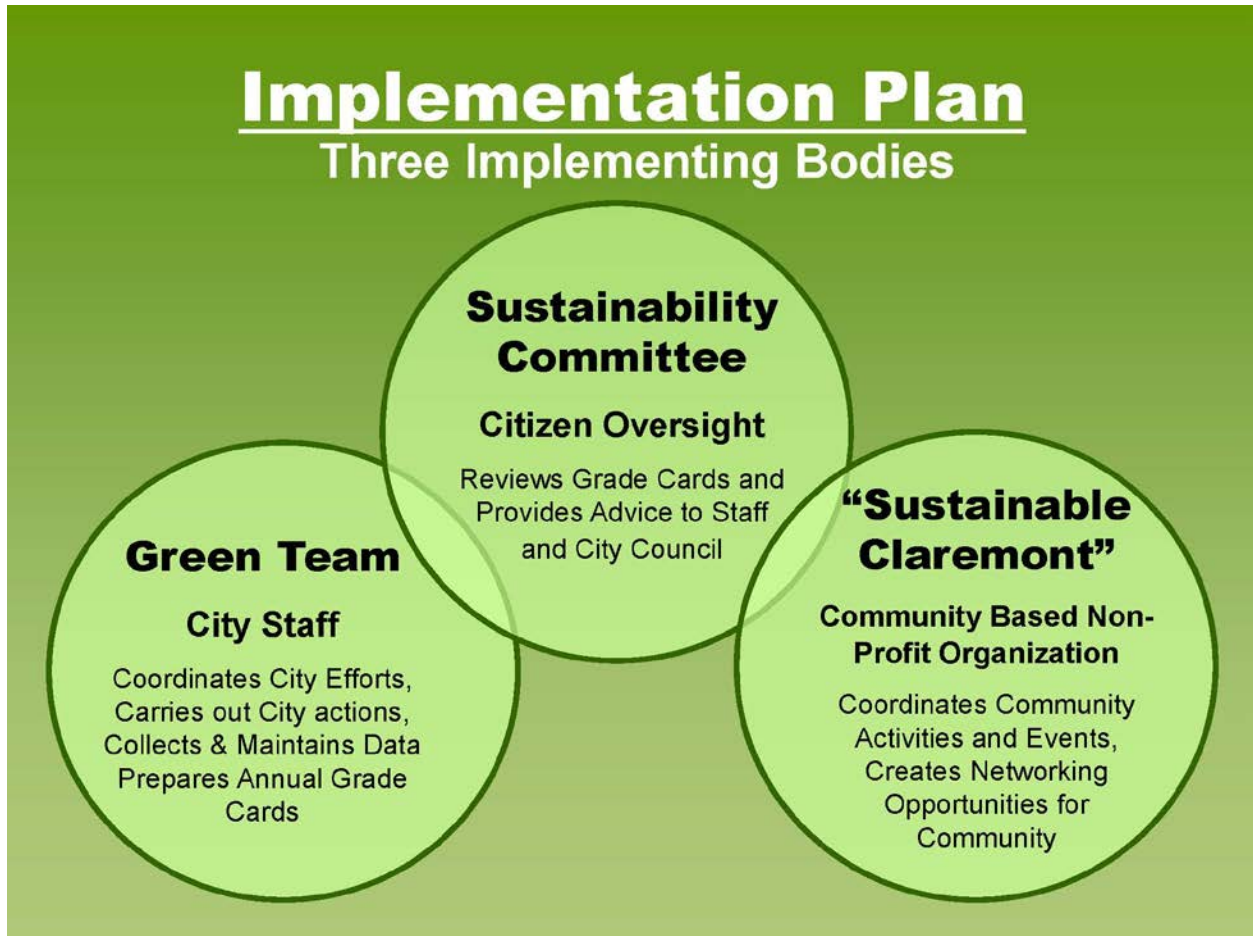 Implementation Plan
Three Implementing Bodies
Sustainability
Committee
Citizen Oversight
Reviews Grade Cards and
Provides Advice to Staff
and City Council
Green Team
City Staff
Coordinates City Efforts,
Carries out City actions,
Collects & Maintains Data
Prepares Annual Grade
Cards
“Sustainable
Claremont”
Community Based Non-
Profit Organization
Coordinates Community
Activities and Events,
Creates Networking
Opportunities for
Community